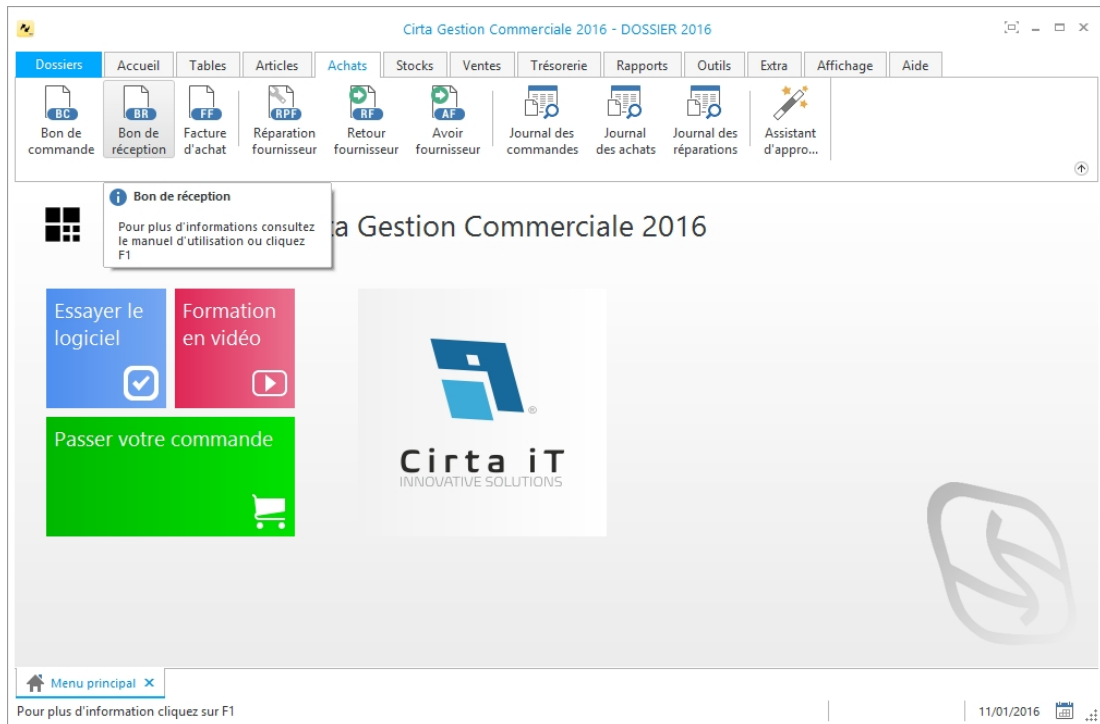 Cirta Gestion Commerciale 2016 - DOSSIER 2016
Dossiers Accueil Tables Articles Achats Stocks Ventes Trésorerie Rapports Outils Extra Affichage Aide
BC BR FF RPF RF AF
Bon de commande
Bon de réception
Facture d'achat
Réparation fournisseur
Retour fournisseur
Avoir fournisseur
Journal des commandes
Journal des achats
Journal des réparations
Assistant d'appro...
Bon de réception
Pour plus d'informations consultez
le manuel d'utilisation ou cliquez
F1
ta Gestion Commerciale 2016
Essayer le
logiciel
Formation
en vidéo
Passer votre commande
Cirta iT
INNOVATIVE SOLUTIONS
Menu principal
Pour plus d'information cliquez sur F1
11/01/2016